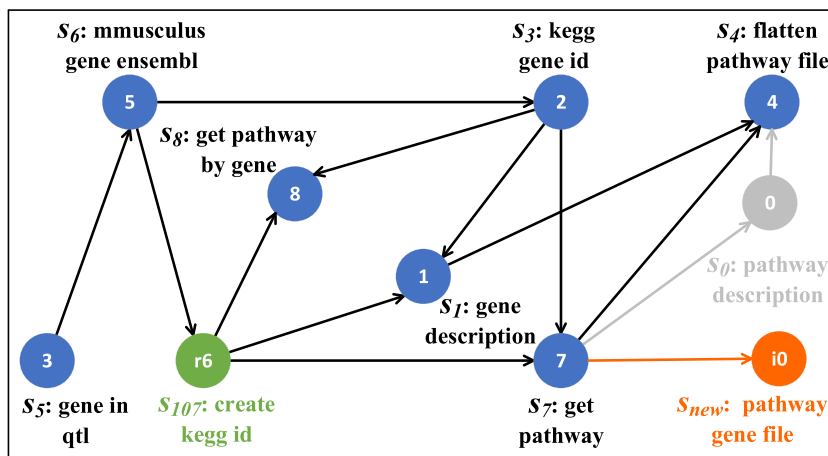 S6: mmusculus
gene ensembl
S3: kegg
gene id
S4: flatten
pathway file
5
2
4
S8: get pathway
by gene
8
0
1
S0: pathway
description
S1: gene
description
3
r6
7
i0
S5: gene in
qtl
S107: create
kegg id
S7: get
pathway
Snew: pathway
gene file